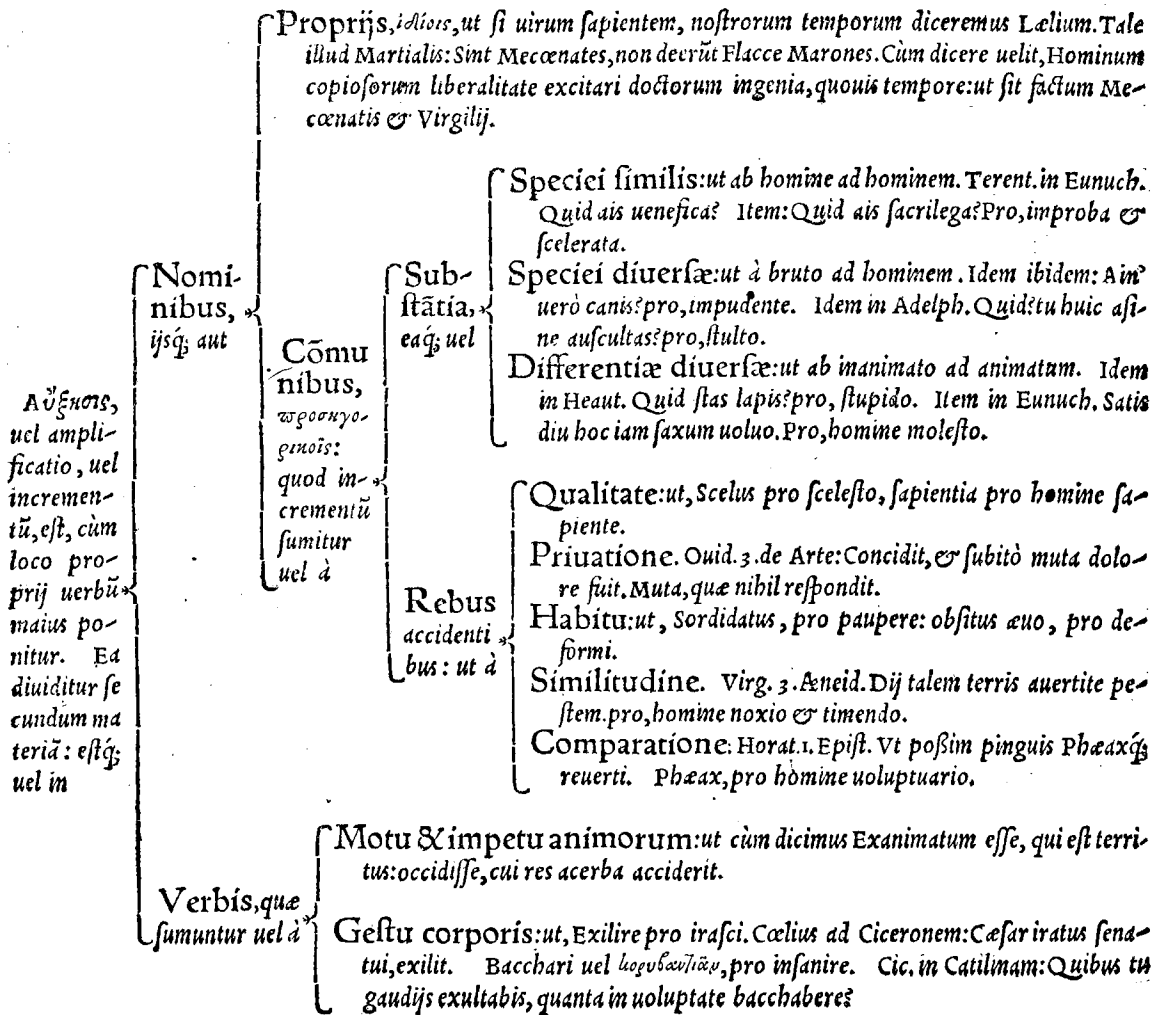 Αὔξησις,
uel ampli-
ficatio, uel
incremen-
tũ, est, cùm
loco pro-
prij uerbũ
maius po-
nitur. Ea
diuiditur se
cundum ma
teriã: estq́;
uel in
Nomi-
nibus,
ijsq́; aut
Proprijs, ἰδίοις, ut si uirum sapientem, nostrorum temporum diceremus Lælium. Tale
illud Martialis: Sint Mecœnates, non deerũt Flacce Marones. Cùm dicere uelit, Hominum
copiosorum liberalitate excitari doctorum ingenia, quouis tempore: ut sit factum Me-
cœnatis & Virgilij.
Cõmu
nibus,
προσηγο-
ρικοῖς:
quod in-
crementũ
sumitur
uel à
Sub-
stãtia,
eaq́; uel
Speciei similis: ut ab homine ad hominem. Terent. in Eunuch.
Quid ais uenefica? Item: Quid ais sacrilega? Pro, improba &
scelerata.
Speciei diuersæ: ut à bruto ad hominem. Idem ibidem: Ain'
uerò canis? pro, impudente. Idem in Adelph. Quid? tu huic asi-
ne auscultas? pro, stulto.
Differentiæ diuersæ: ut ab inanimato ad animatum. Idem
in Heaut. Quid stas lapis? pro, stupido. Item in Eunuch. Satis
diu hoc iam saxum uoluo. Pro, homine molesto.
Rebus
accidenti
bus: ut à
Qualitate: ut, Scelus pro scelesto, sapientia pro homine sa-
piente.
Priuatione. Ouid. 3. de Arte: Concidit, & subitò muta dolo-
re fuit. Muta, quæ nihil respondit.
Habitu: ut, Sordidatus, pro paupere: obsitus æuo, pro de-
formi.
Similitudine. Virg. 3. Æneid. Dij talem terris auertite pe-
stem. pro, homine noxio & timendo.
Comparatione: Horat. 1. Epist. Vt poßim pinguis Phæaxq́;
reuerti. Phæax, pro homine uoluptuario.
Verbis, quæ
sumuntur uel à
Motu & impetu animorum: ut cùm dicimus Exanimatum esse, qui est terri-
tus: occidisse, cui res acerba acciderit.
Gestu corporis: ut, Exilire pro irasci. Cœlius ad Ciceronem: Cæsar iratus sena-
tui, exilit. Bacchari uel κορυβαντιᾶν, pro insanire. Cic. in Catilinam: Quibus tu
gaudijs exultabis, quanta in uoluptate bacchabere?